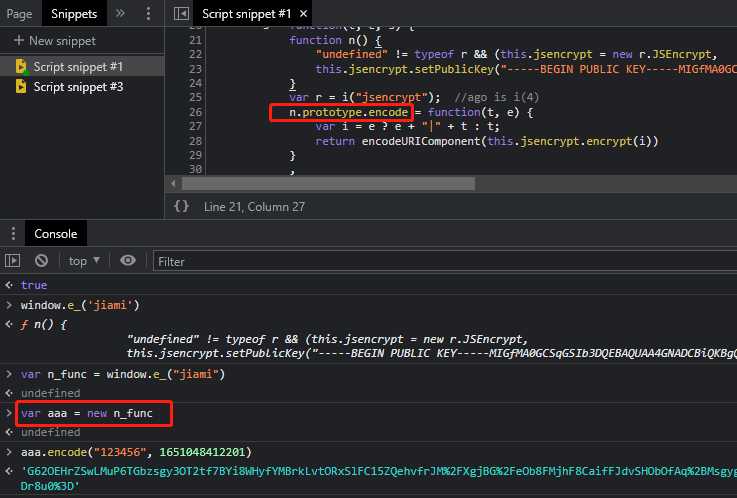 Page Snippets » ⋮ Script snippet #1 ×
+ New snippet
Script snippet #1
Script snippet #3
21 function n() {
22 "undefined" != typeof r && (this.jsencrypt = new r.JSEncrypt,
23 this.jsencrypt.setPublicKey("-----BEGIN PUBLIC KEY-----MIGfMA0GC
24 }
25 var r = i("jsencrypt");  //ago is i(4)
26 n.prototype.encode = function(t, e) {
27 var i = e ? e + "|" + t : t;
28 return encodeURIComponent(this.jsencrypt.encrypt(i))
29 }
30 ,
{} Line 21, Column 27
⋮ Console
top ▼ Filter
true
window.e_('jiami')
ƒ n() {
"undefined" != typeof r && (this.jsencrypt = new r.JSEncrypt,
this.jsencrypt.setPublicKey("-----BEGIN PUBLIC KEY-----MIGfMA0GCSqGSIb3DQEBAQUAA4GNADCBiQKBgQ
var n_func = window.e_("jiami")
undefined
var aaa = new n_func
undefined
aaa.encode("123456", 1651048412201)
'G62OEHrZSwLMuP6TGbzsgy3OT2tf7BYi8WHyfYMBrkLvtORxSlFC15ZQehvfrJM%2FXgjBG%2FeOb8FMjhF8CaifFJdvSHObOfAq%2BMsgyg
Dr8u0%3D'